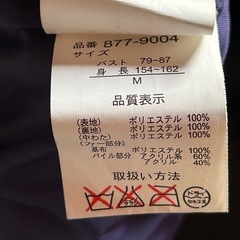 品番 877-9004
サイズ
バスト 79~87
身長 154~162
M
品質表示
(表地) ポリエステル 100%
(裏地) ポリエステル 100%
(中わた) ポリエステル 100%
(ファー部分)
基布 ポリエステル 100%
パイル部分 アクリル系 60%
アクリル 40%
取扱い方法
ドライ
セキユ系